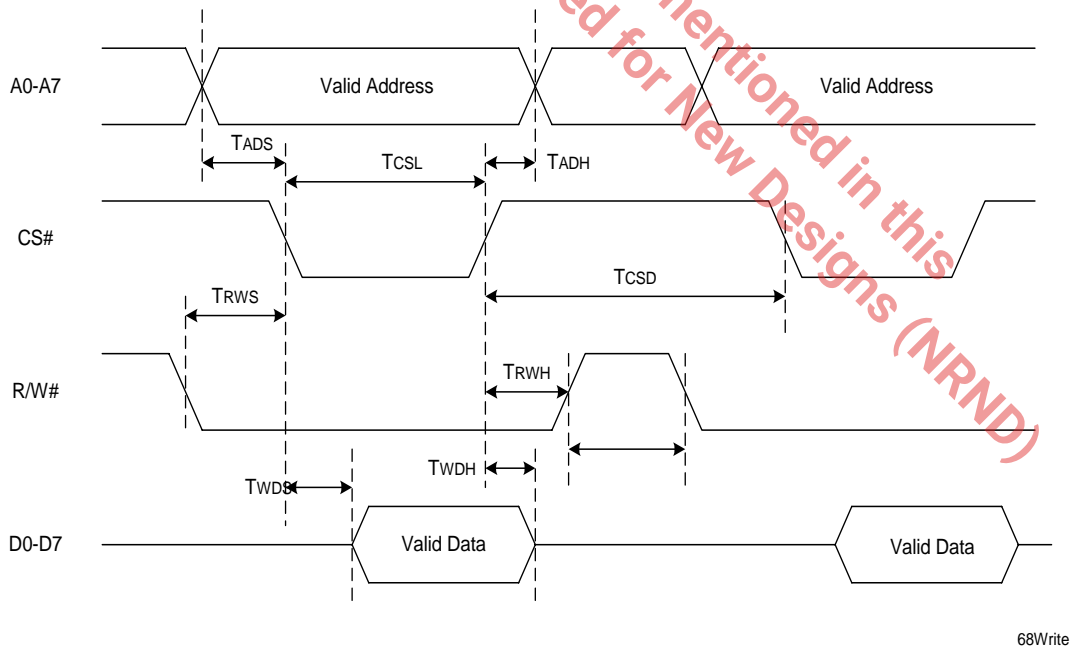 mentioned in this
ed for New Designs (NRND)
A0-A7
Valid Address
Valid Address
TADS
TCSL
TADH
CS#
TCSD
TRWS
R/W#
TRWH
TWDH
TWDS
D0-D7
Valid Data
Valid Data
68Write